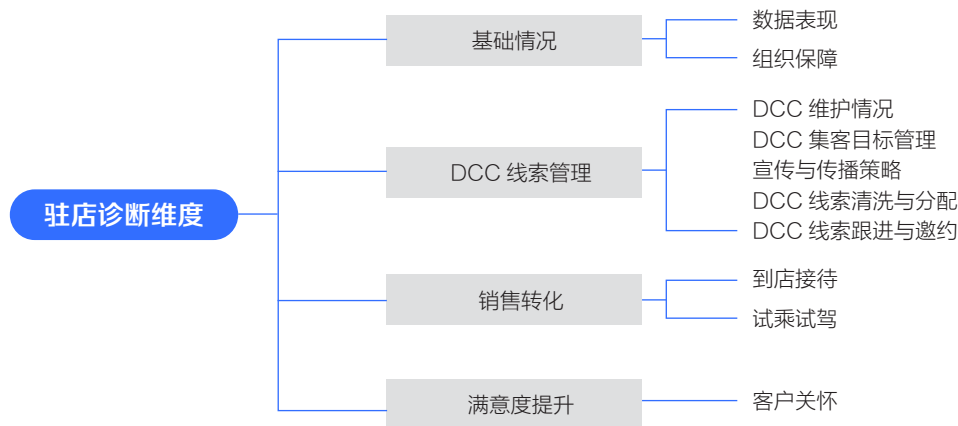 驻店诊断维度
基础情况
数据表现
组织保障
DCC 线索管理
DCC 维护情况
DCC 集客目标管理
宣传与传播策略
DCC 线索清洗与分配
DCC 线索跟进与邀约
销售转化
到店接待
试乘试驾
满意度提升
客户关怀